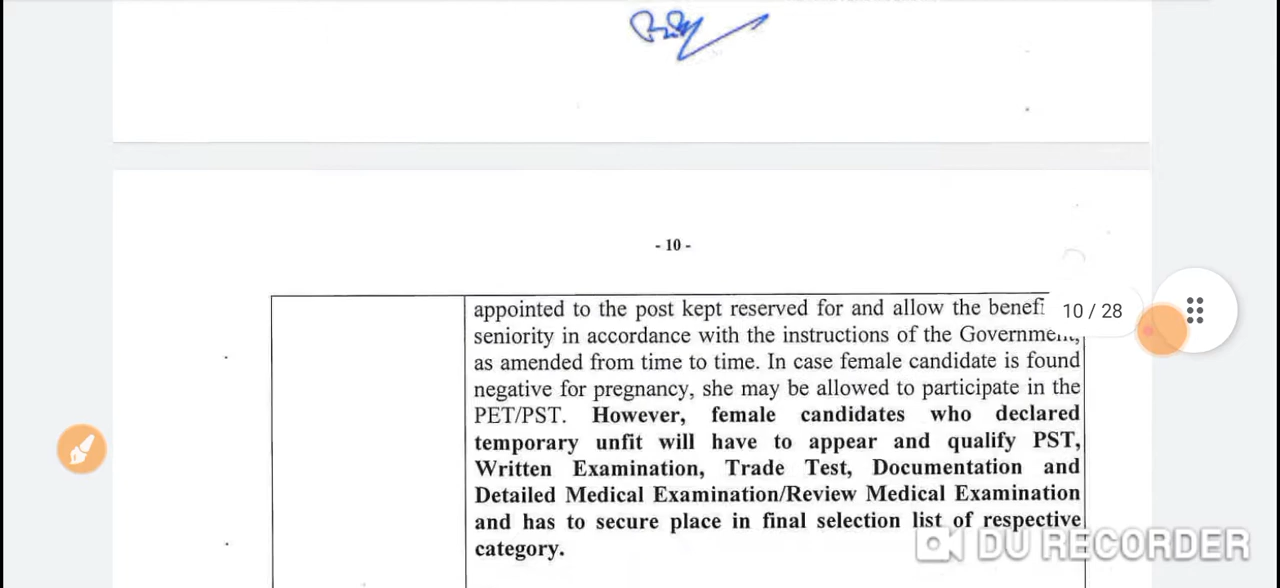 - 10 -
appointed to the post kept reserved for and allow the benefi
10 / 28
seniority in accordance with the instructions of the Government,
as amended from time to time. In case female candidate is found
negative for pregnancy, she may be allowed to participate in the
PET/PST. However, female candidates who declared
temporary unfit will have to appear and qualify PST,
Written Examination, Trade Test, Documentation and
Detailed Medical Examination/Review Medical Examination
and has to secure place in final selection list of respective
category.
DU RECORDER